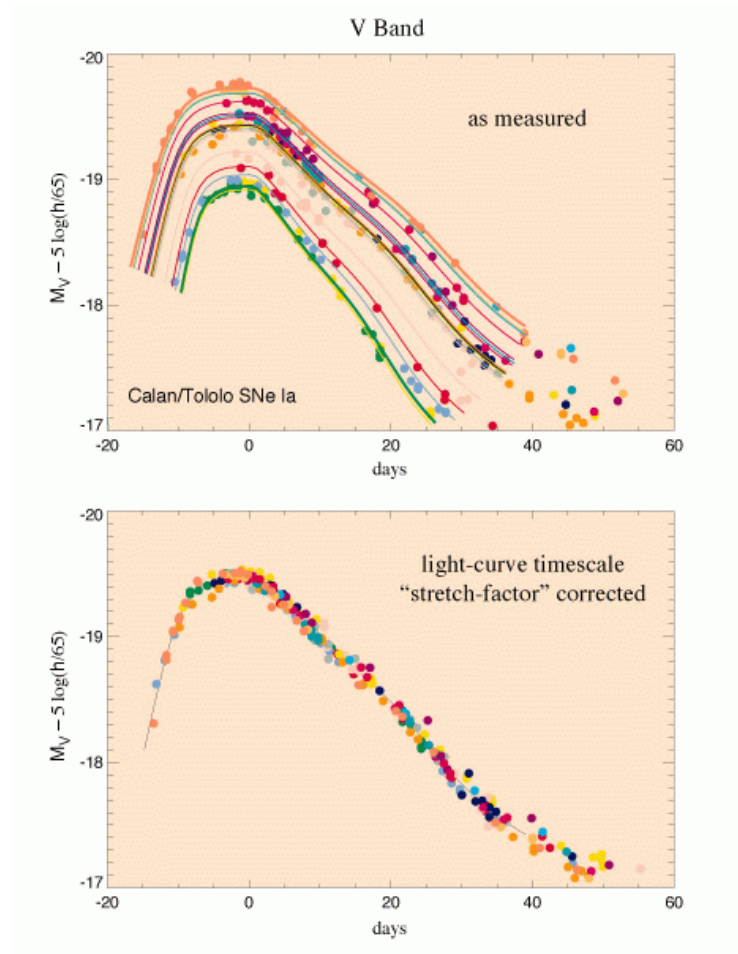 V Band
-20
-19
-18
-17
M_V – 5 log(h/65)
as measured
Calan/Tololo SNe Ia
-20 0 20 40 60
days
-20
-19
-18
-17
M_V – 5 log(h/65)
light-curve timescale
“stretch-factor” corrected
-20 0 20 40 60
days